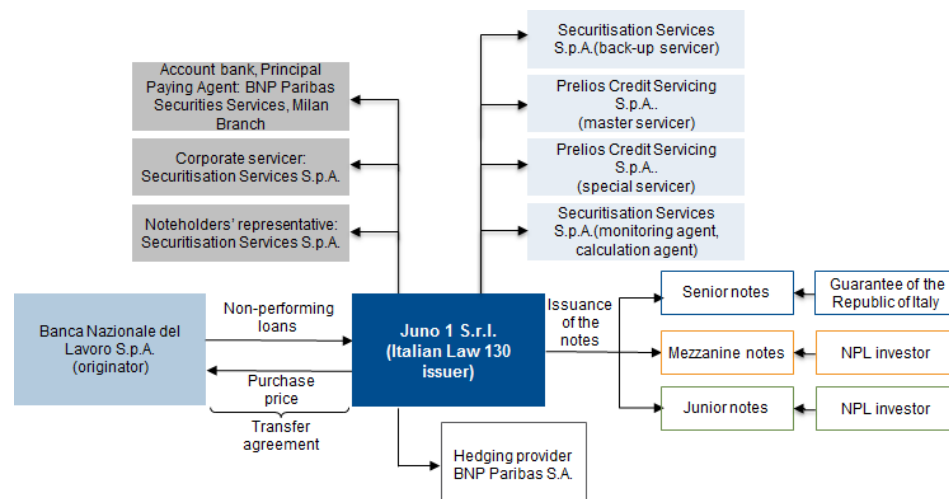 Securitisation Services
S.p.A.(back-up servicer)
Account bank, Principal
Paying Agent: BNP Paribas
Securities Services, Milan
Branch
Prelios Credit Servicing
S.p.A..
(master servicer)
Corporate servicer:
Securitisation Services S.p.A.
Prelios Credit Servicing
S.p.A..
(special servicer)
Noteholders' representative:
Securitisation Services S.p.A.
Securitisation Services
S.p.A.(monitoring agent,
calculation agent)
Banca Nazionale del
Lavoro S.p.A.
(originator)
Non-performing
loans
Purchase
price
Transfer
agreement
Juno 1 S.r.l.
(Italian Law 130
issuer)
Issuance
of the
notes
Senior notes
Guarantee of the
Republic of Italy
Mezzanine notes
NPL investor
Junior notes
NPL investor
Hedging provider
BNP Paribas S.A.